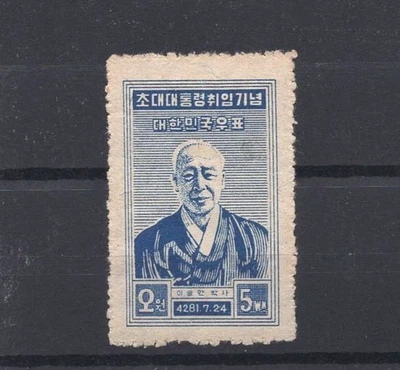 초대대통령취임기념
대한민국우표
이승만 박사
오원
4281.7.24
5WN